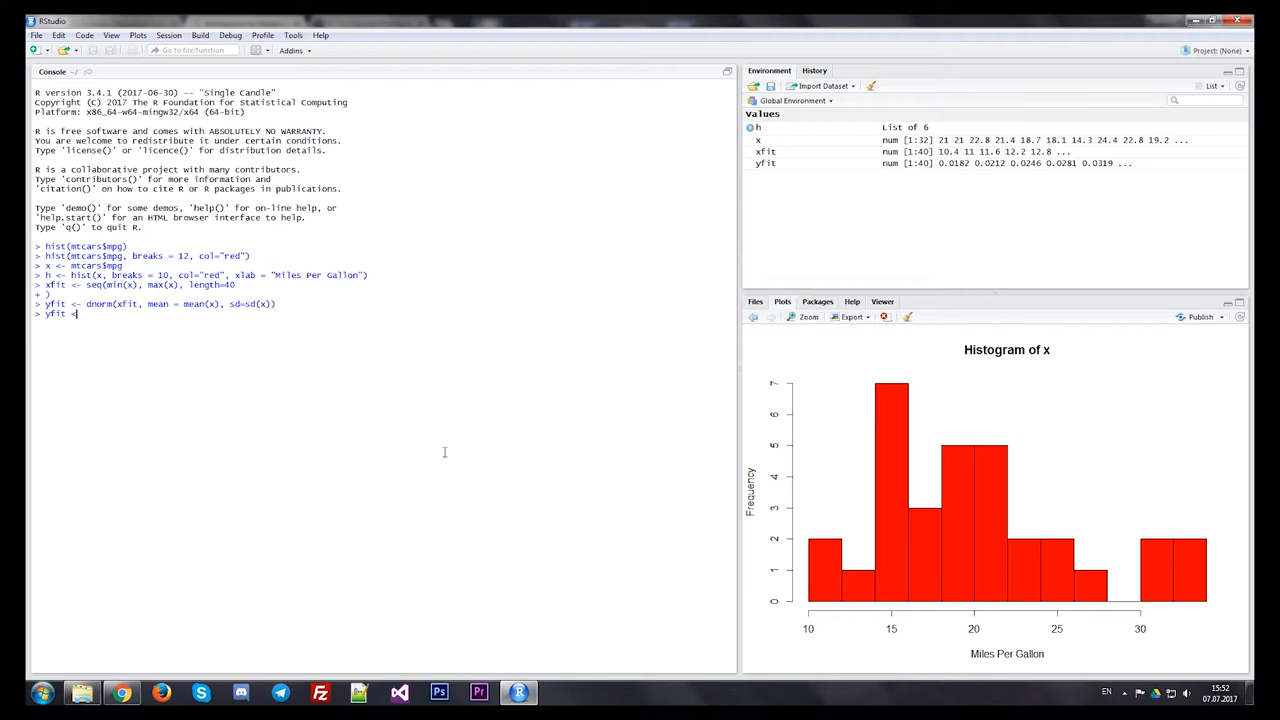 RStudio
File Edit Code View Plots Session Build Debug Profile Tools Help
Go to file/function Addins Project: (None)
Console ~/
R version 3.4.1 (2017-06-30) -- "Single Candle"
Copyright (C) 2017 The R Foundation for Statistical Computing
Platform: x86_64-w64-mingw32/x64 (64-bit)
R is free software and comes with ABSOLUTELY NO WARRANTY.
You are welcome to redistribute it under certain conditions.
Type 'license()' or 'licence()' for distribution details.
R is a collaborative project with many contributors.
Type 'contributors()' for more information and
'citation()' on how to cite R or R packages in publications.
Type 'demo()' for some demos, 'help()' for on-line help, or
'help.start()' for an HTML browser interface to help.
Type 'q()' to quit R.
> hist(mtcars$mpg)
> hist(mtcars$mpg, breaks = 12, col="red")
> x <- mtcars$mpg
> h <- hist(x, breaks = 10, col="red", xlab = "Miles Per Gallon")
> xfit <- seq(min(x), max(x), length=40
+ )
> yfit <- dnorm(xfit, mean = mean(x), sd=sd(x))
> yfit <
Environment History
Import Dataset List
Global Environment
Values
h List of 6
x num [1:32] 21 21 22.8 21.4 18.7 18.1 14.3 24.4 22.8 19.2 ...
xfit num [1:40] 10.4 11 11.6 12.2 12.8 ...
yfit num [1:40] 0.0182 0.0212 0.0246 0.0281 0.0319 ...
Files Plots Packages Help Viewer
Zoom Export Publish
Histogram of x
Frequency
7
6
5
4
3
2
1
0
10 15 20 25 30
Miles Per Gallon
Ps Pr R
EN 15:52
07.07.2017